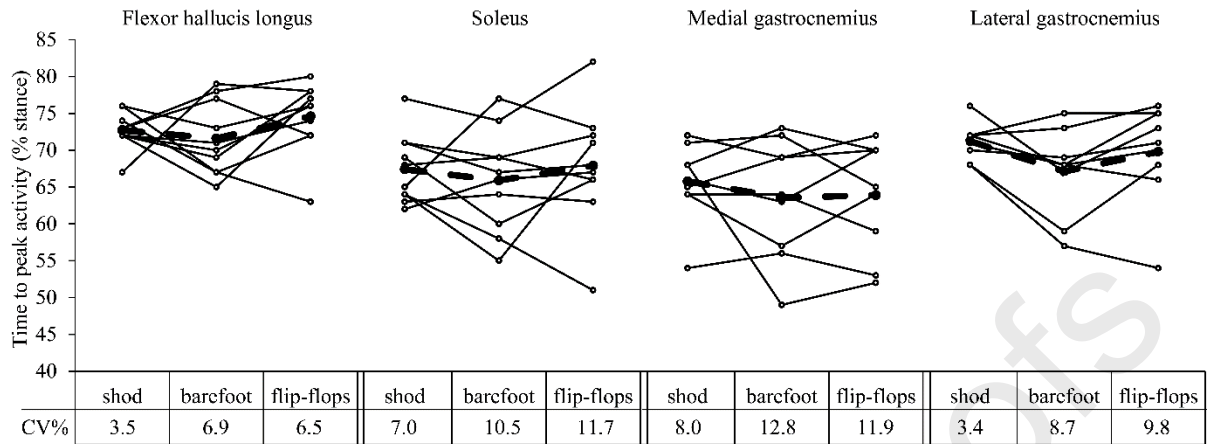 Flexor hallucis longus Soleus Medial gastrocnemius Lateral gastrocnemius
Time to peak activity (% stance)
85
80
75
70
65
60
55
50
45
40
shod barefoot flip-flops shod barefoot flip-flops shod barefoot flip-flops shod barefoot flip-flops
CV% 3.5 6.9 6.5 7.0 10.5 11.7 8.0 12.8 11.9 3.4 8.7 9.8
ofs